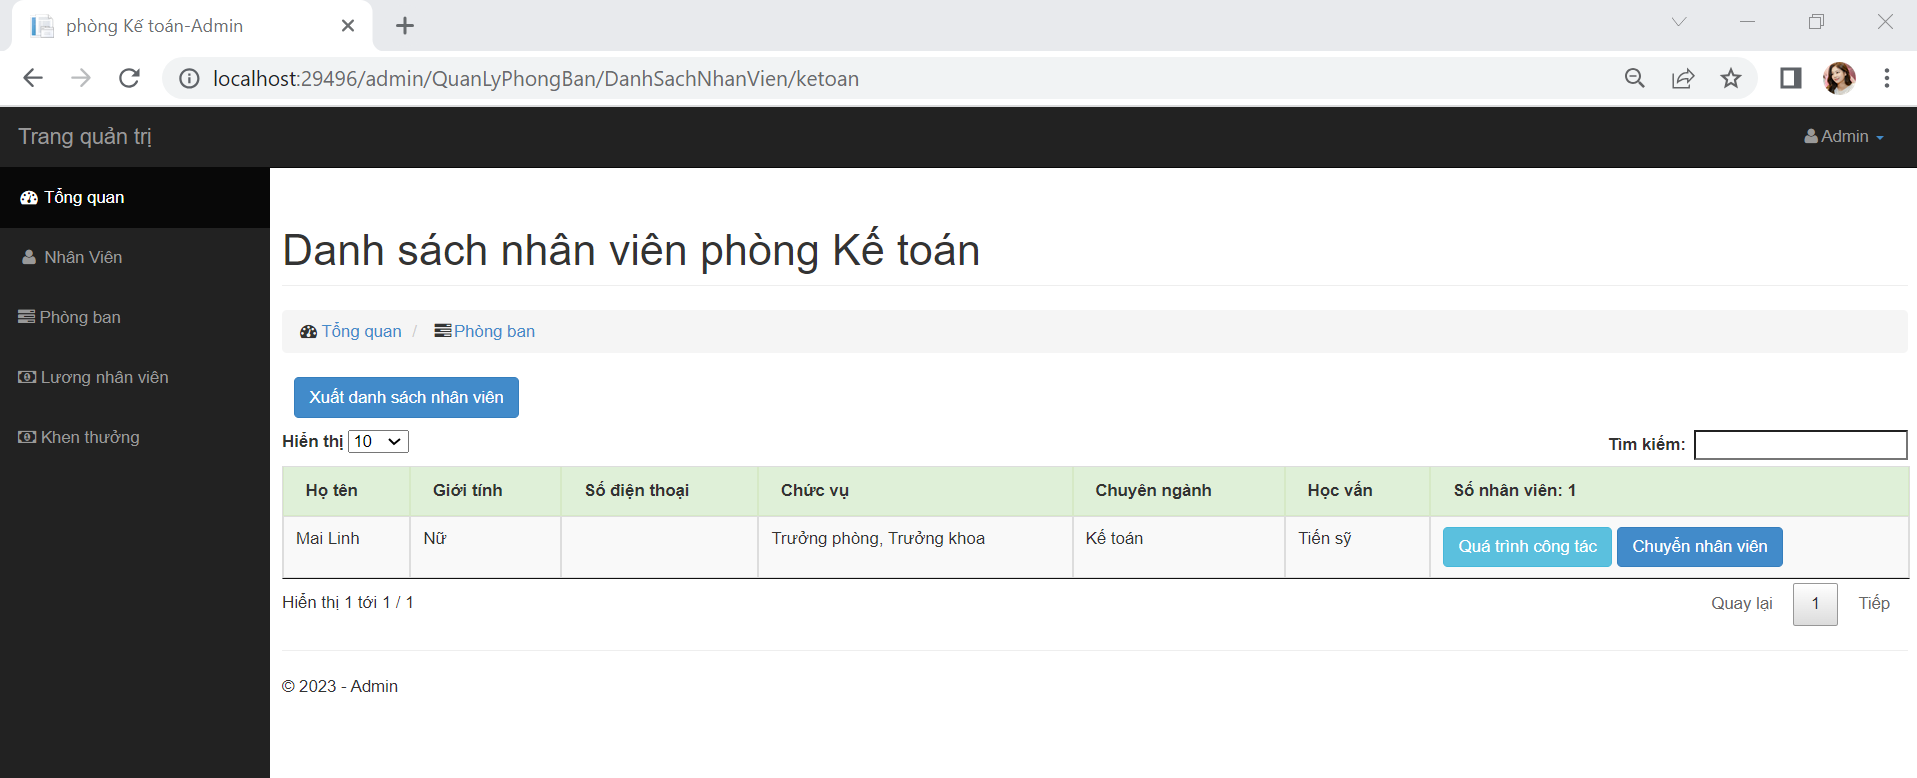 phòng Kế toán-Admin
localhost:29496/admin/QuanLyPhongBan/DanhSachNhanVien/ketoan
Trang quản trị
Admin
Tổng quan
Nhân Viên
Phòng ban
Lương nhân viên
Khen thưởng
Danh sách nhân viên phòng Kế toán
Tổng quan / Phòng ban
Xuất danh sách nhân viên
Hiển thị 10
Tìm kiếm:
Họ tên Giới tính Số điện thoại Chức vụ Chuyên ngành Học vấn Số nhân viên: 1
Mai Linh Nữ Trưởng phòng, Trưởng khoa Kế toán Tiến sỹ Quá trình công tác Chuyển nhân viên
Hiển thị 1 tới 1 / 1
Quay lại 1 Tiếp
© 2023 - Admin